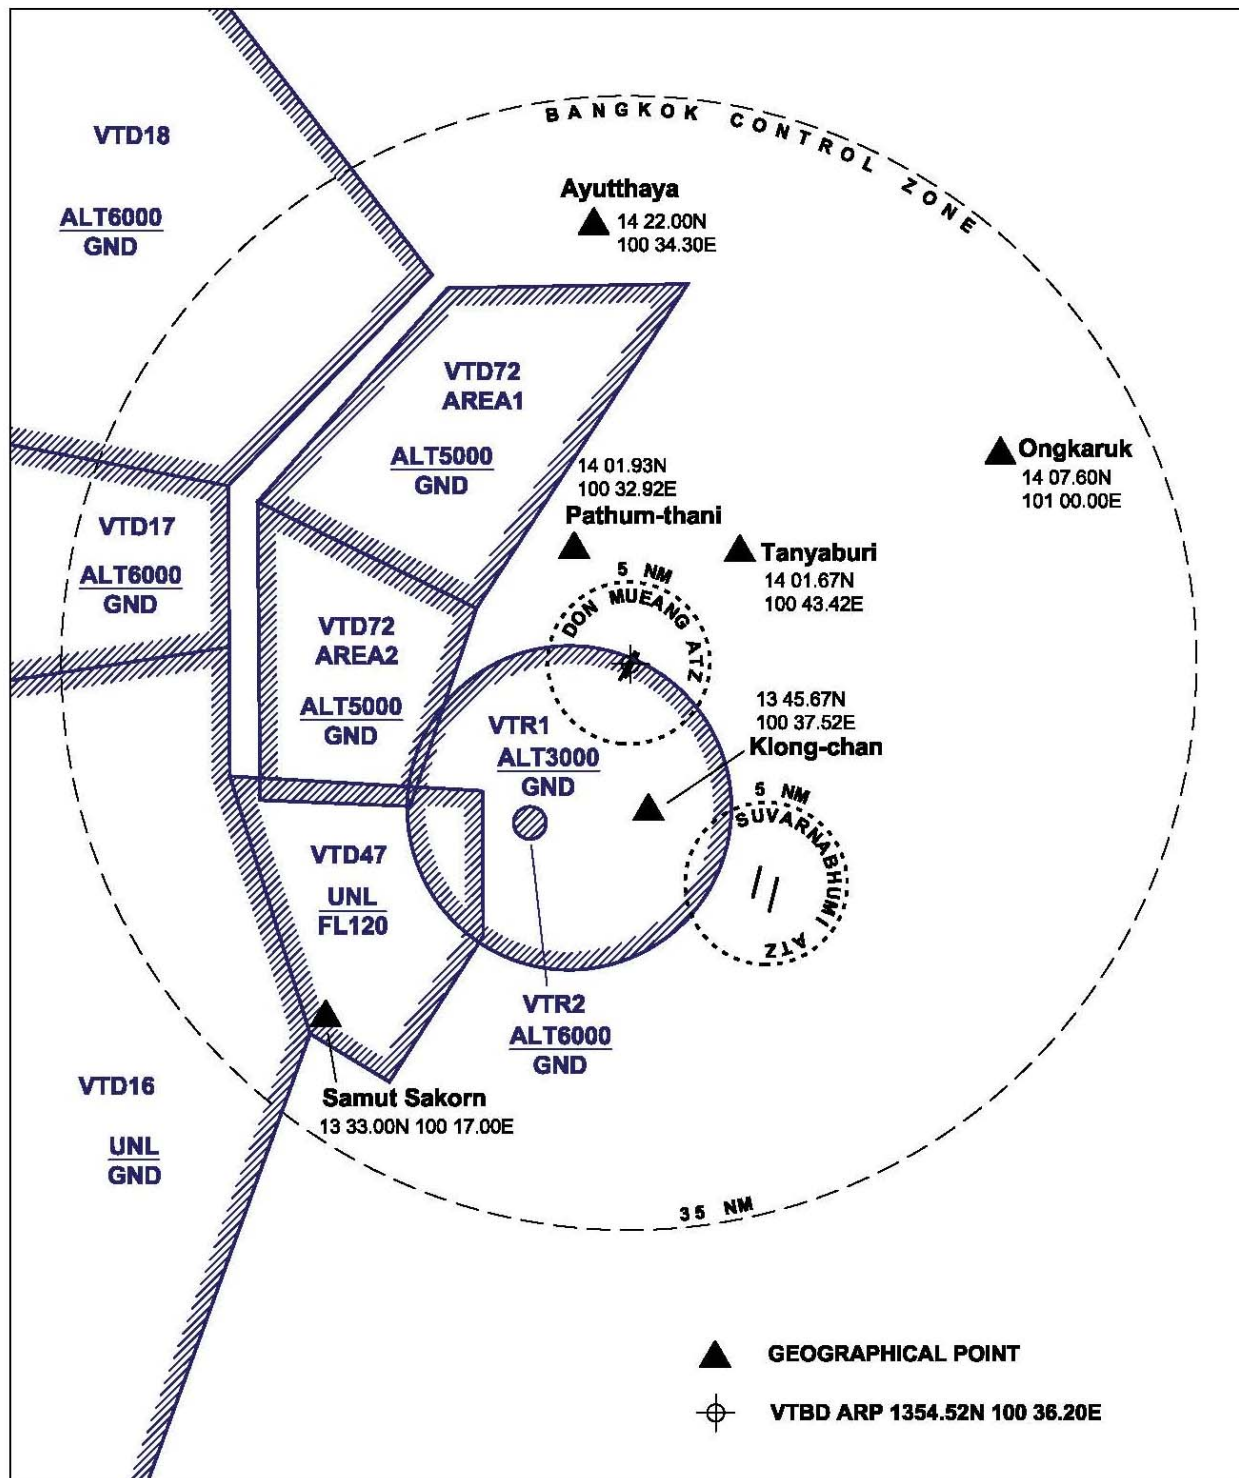 BANGKOK CONTROL ZONE
VTD18
ALT6000
GND
Ayutthaya
14 22.00N
100 34.30E
VTD72
AREA1
ALT5000
GND
14 01.93N
100 32.92E
Pathum-thani
Ongkaruk
14 07.60N
101 00.00E
VTD17
ALT6000
GND
Tanyaburi
14 01.67N
100 43.42E
5 NM
DON MUEANG ATZ
VTD72
AREA2
ALT5000
GND
VTR1
ALT3000
GND
13 45.67N
100 37.52E
Klong-chan
5 NM
SUVARNABHUMI ATZ
VTD47
UNL
FL120
VTR2
ALT6000
GND
VTD16
UNL
GND
Samut Sakorn
13 33.00N 100 17.00E
35 NM
GEOGRAPHICAL POINT
VTBD ARP 1354.52N 100 36.20E